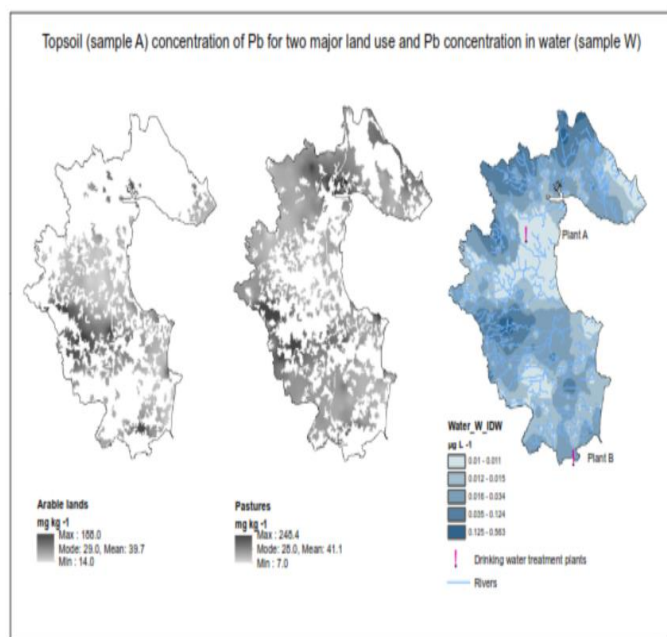 Topsoil (sample A) concentration of Pb for two major land use and Pb concentration in water (sample W)
Plant A
Plant B
Water_W_IDW
µg L -1
0.01 - 0.011
0.012 - 0.015
0.016 - 0.034
0.035 - 0.124
0.125 - 0.563
Drinking water treatment plants
Rivers
Arable lands
mg kg -1
Max : 188.0
Mode: 29.0, Mean: 39.7
Min : 14.0
Pastures
mg kg -1
Max : 248.4
Mode: 28.0, Mean: 41.1
Min : 7.0